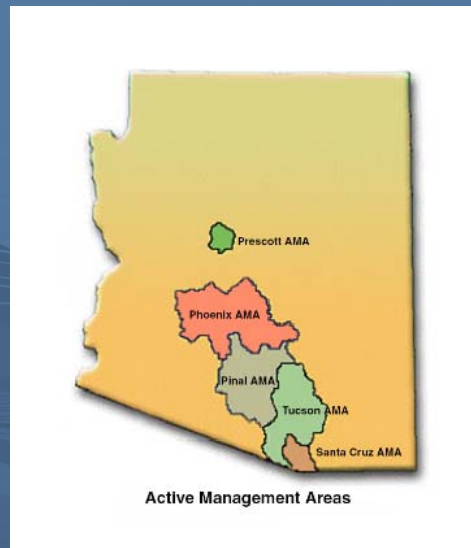 Prescott AMA
Phoenix AMA
Pinal AMA
Tucson AMA
Santa Cruz AMA
Active Management Areas